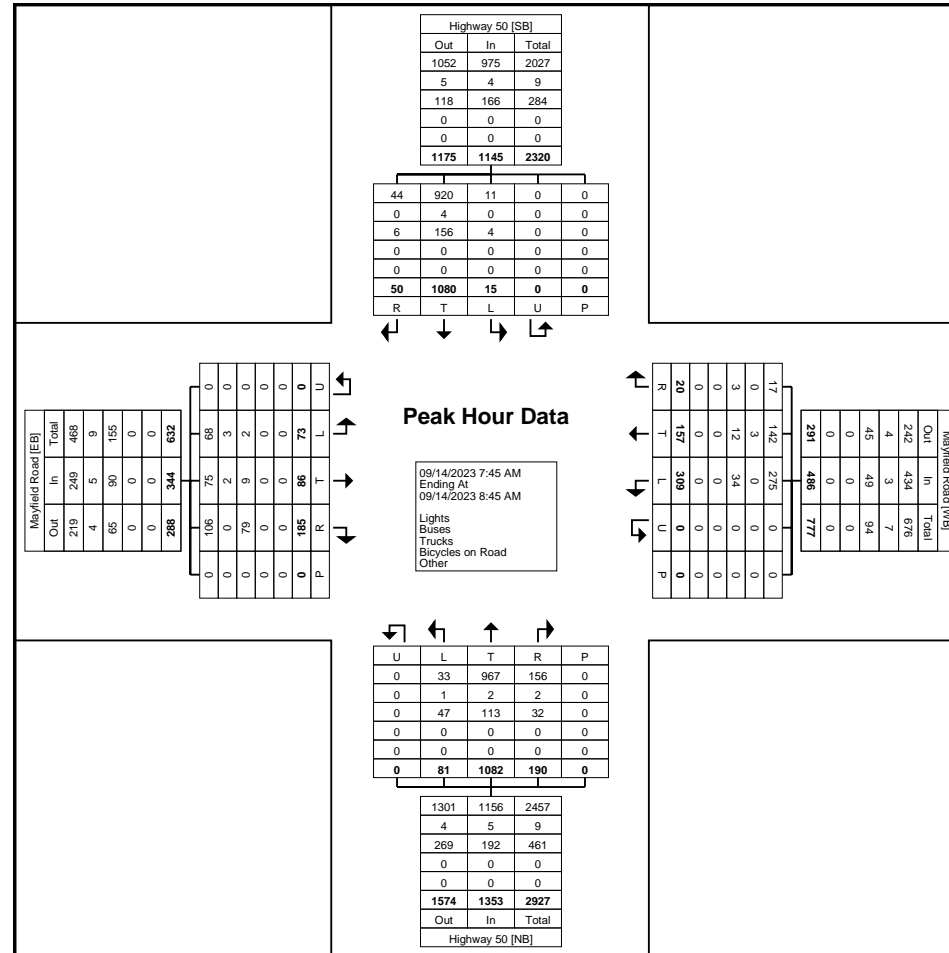 Highway 50 [SB]
Out In Total
1052 975 2027
5 4 9
118 166 284
0 0 0
0 0 0
1175 1145 2320
44 920 11 0 0
0 4 0 0 0
6 156 4 0 0
0 0 0 0 0
0 0 0 0 0
50 1080 15 0 0
R T L U P
Mayfield Road [EB]
Total In Out
468 249 219
9 5 4
155 90 65
0 0 0
0 0 0
632 344 288
0 68 75 106 0
0 3 2 0 0
0 2 9 79 0
0 0 0 0 0
0 0 0 0 0
0 73 86 185 0
U L T R P
Peak Hour Data
09/14/2023 7:45 AM
Ending At
09/14/2023 8:45 AM
Lights
Buses
Trucks
Bicycles on Road
Other
R T L U P
20 157 309 0 0
0 0 0 0 0
0 0 0 0 0
3 12 34 0 0
0 3 0 0 0
17 142 275 0 0
291 486 777
0 0 0
0 0 0
45 49 94
4 3 7
242 434 676
Out In Total
Mayfield Road [WB]
U L T R P
0 33 967 156 0
0 1 2 2 0
0 47 113 32 0
0 0 0 0 0
0 0 0 0 0
0 81 1082 190 0
1301 1156 2457
4 5 9
269 192 461
0 0 0
0 0 0
1574 1353 2927
Out In Total
Highway 50 [NB]